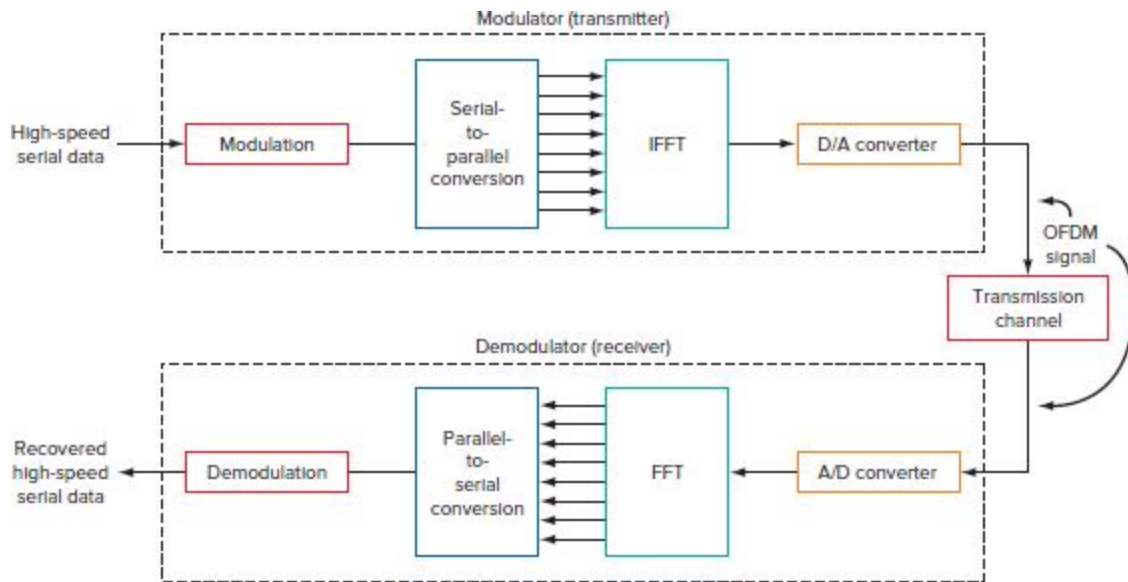 Modulator (transmitter)
High-speed
serial data
Modulation
Serial-
to-
parallel
conversion
IFFT
D/A converter
OFDM
signal
Transmission
channel
Demodulator (receiver)
Recovered
high-speed
serial data
Demodulation
Parallel-
to-
serial
conversion
FFT
A/D converter